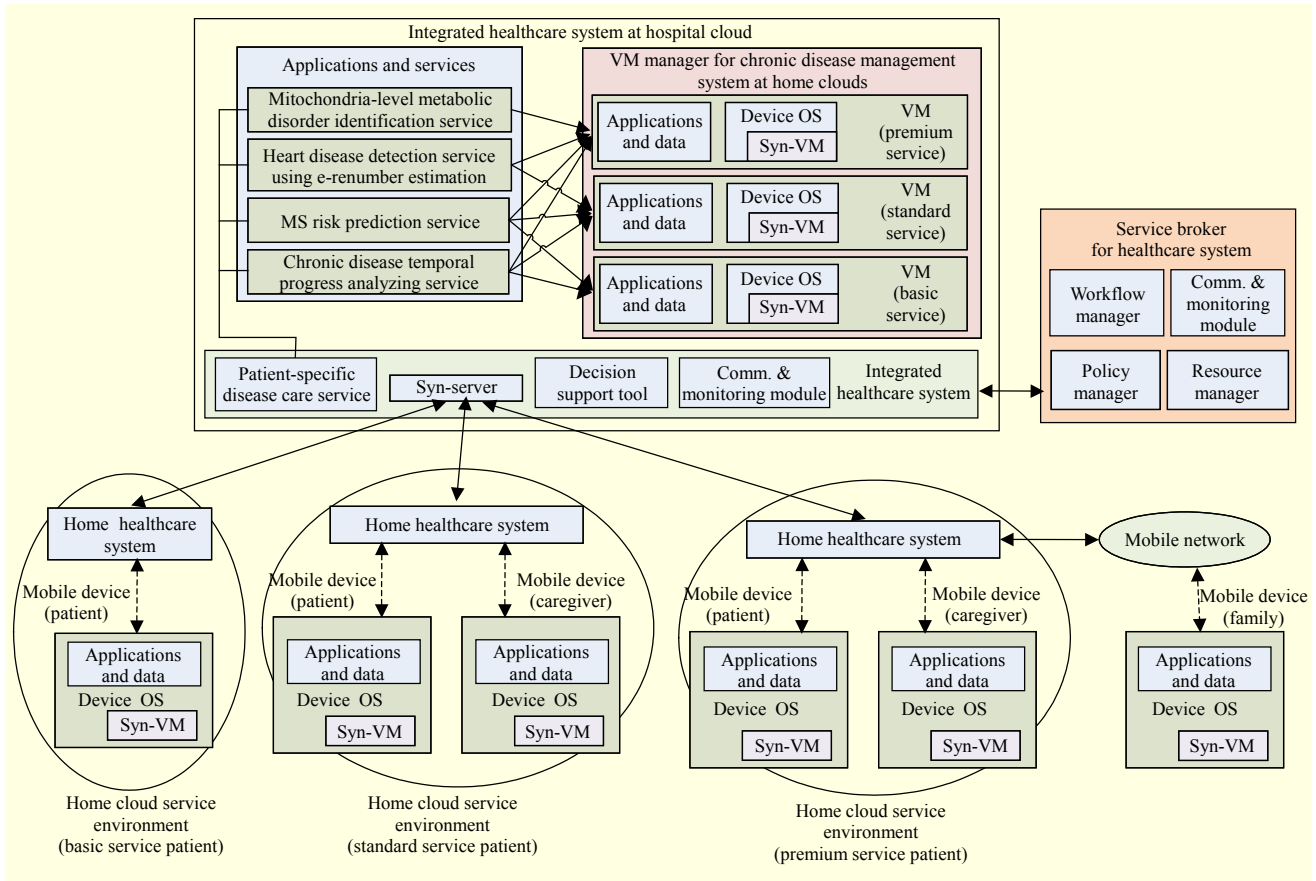 Integrated healthcare system at hospital cloud
Applications and services
Mitochondria-level metabolic
disorder identification service
Heart disease detection service
using e-renumber estimation
MS risk prediction service
Chronic disease temporal
progress analyzing service
VM manager for chronic disease management
system at home clouds
Applications
and data
Device OS
Syn-VM
VM
(premium
service)
Applications
and data
Device OS
Syn-VM
VM
(standard
service)
Applications
and data
Device OS
Syn-VM
VM
(basic
service)
Patient-specific
disease care service
Syn-server
Decision
support tool
Comm. &
monitoring module
Integrated
healthcare system
Service broker
for healthcare system
Workflow
manager
Comm. &
monitoring
module
Policy
manager
Resource
manager
Home healthcare
system
Mobile device
(patient)
Applications
and data
Device OS
Syn-VM
Home cloud service
environment
(basic service patient)
Home healthcare system
Mobile device
(patient)
Mobile device
(caregiver)
Applications
and data
Device OS
Syn-VM
Applications
and data
Device OS
Syn-VM
Home cloud service
environment
(standard service patient)
Home healthcare system
Mobile device
(patient)
Mobile device
(caregiver)
Applications
and data
Device OS
Syn-VM
Applications
and data
Device OS
Syn-VM
Home cloud service
environment
(premium service patient)
Mobile network
Mobile device
(family)
Applications
and data
Device OS
Syn-VM